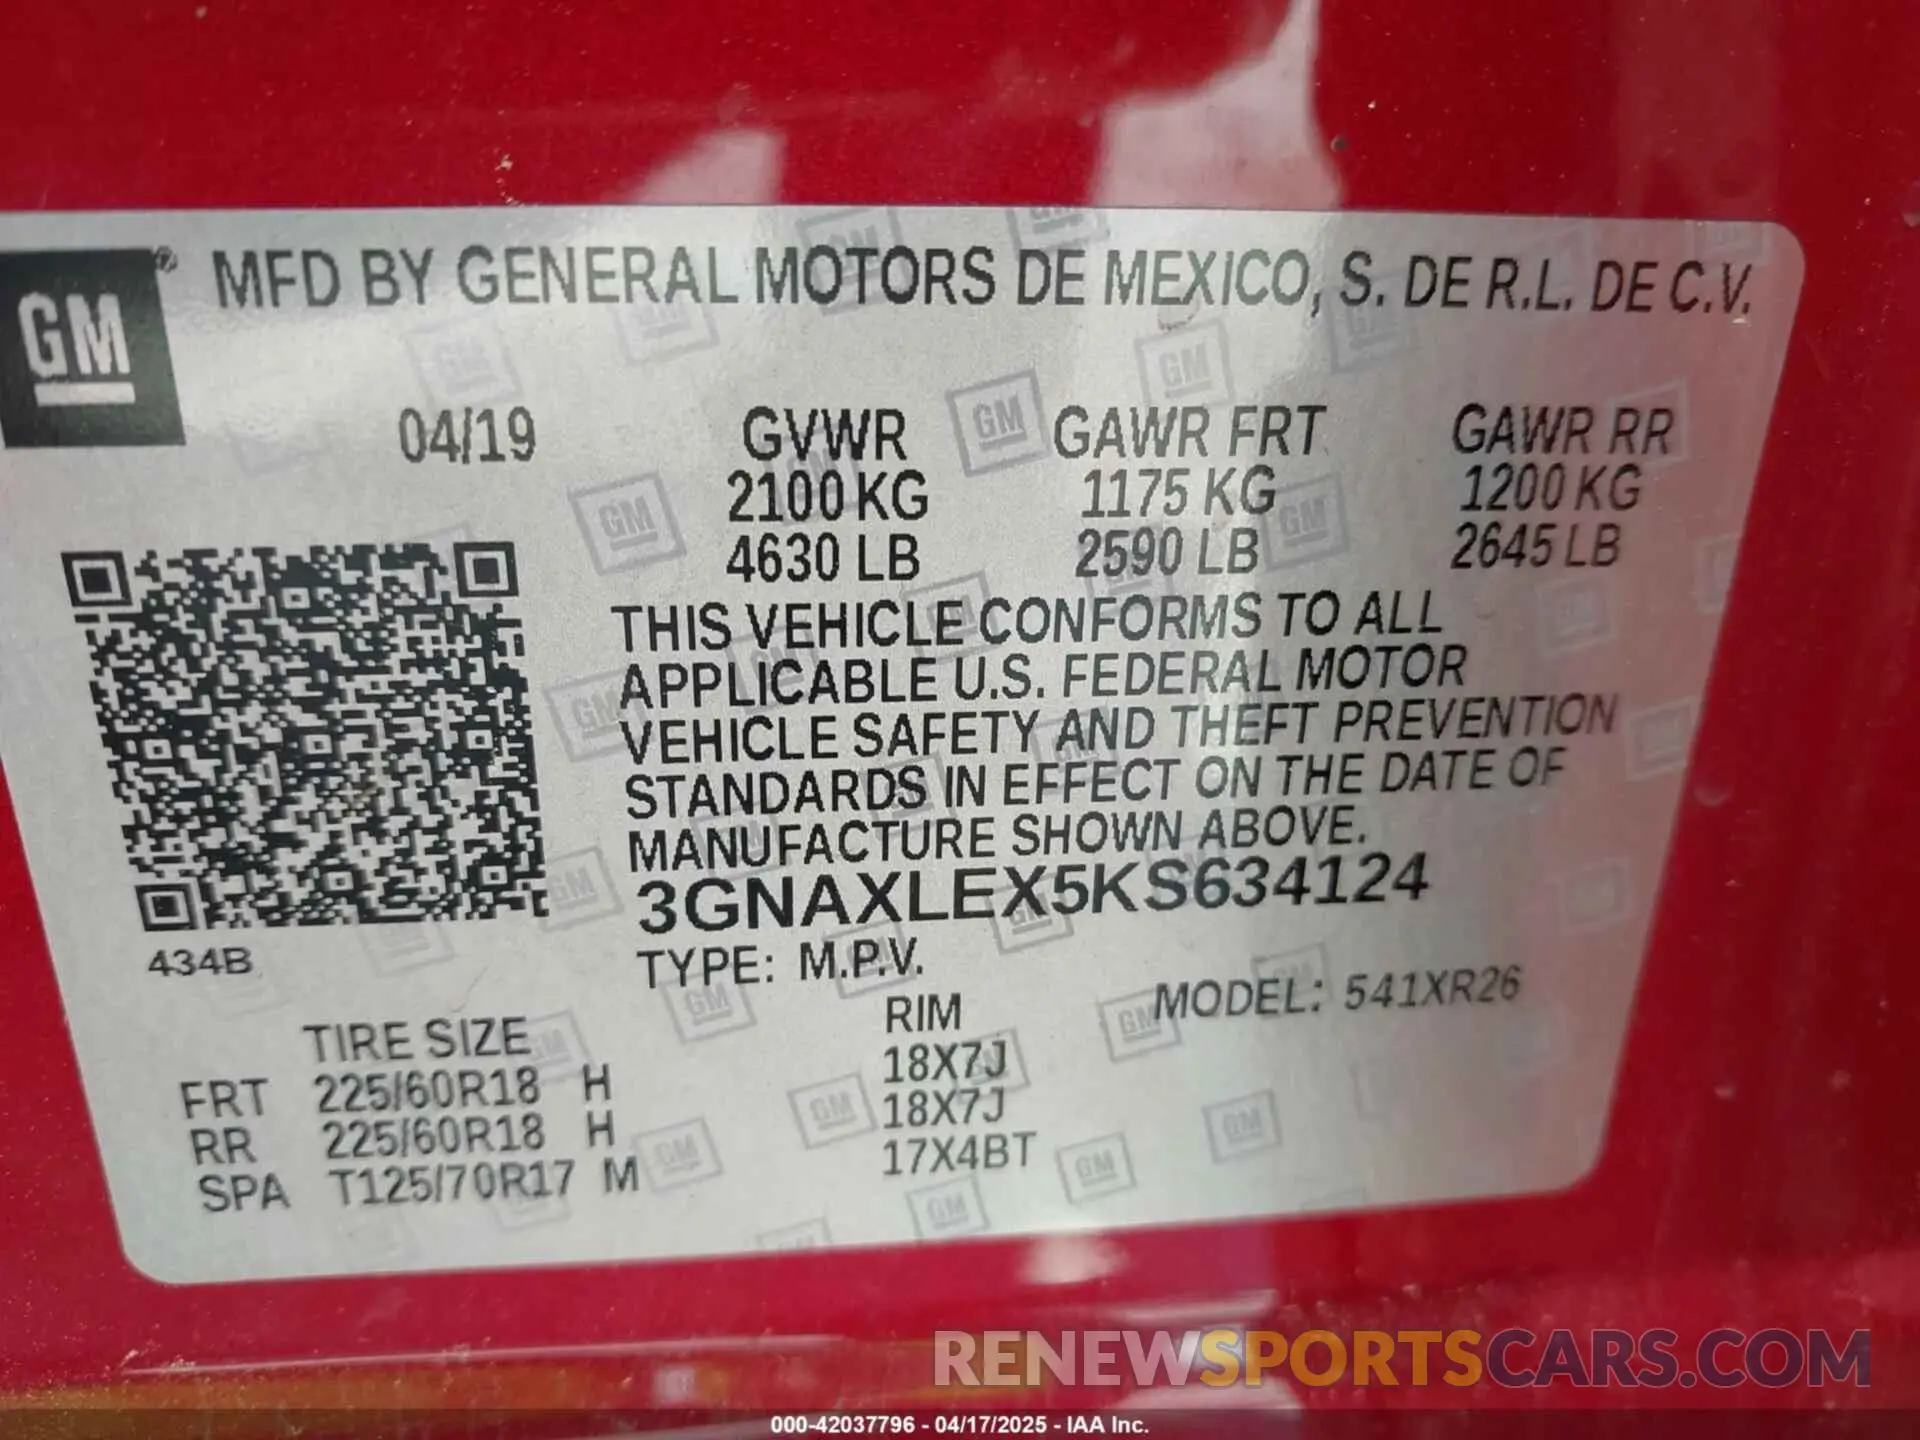 GM ® MFD BY GENERAL MOTORS DE MEXICO, S. DE R.L. DE C.V.
04/19 GVWR GAWR FRT GAWR RR
2100 KG 1175 KG 1200 KG
4630 LB 2590 LB 2645 LB
THIS VEHICLE CONFORMS TO ALL
APPLICABLE U.S. FEDERAL MOTOR
VEHICLE SAFETY AND THEFT PREVENTION
STANDARDS IN EFFECT ON THE DATE OF
MANUFACTURE SHOWN ABOVE.
3GNAXLEX5KS634124
434B
TYPE: M.P.V. MODEL: 541XR26
TIRE SIZE RIM
FRT 225/60R18 H 18X7J
RR 225/60R18 H 18X7J
SPA T125/70R17 M 17X4BT
RENEWSPORTSCARS.COM
000-42037796 - 04/17/2025 - IAA Inc.